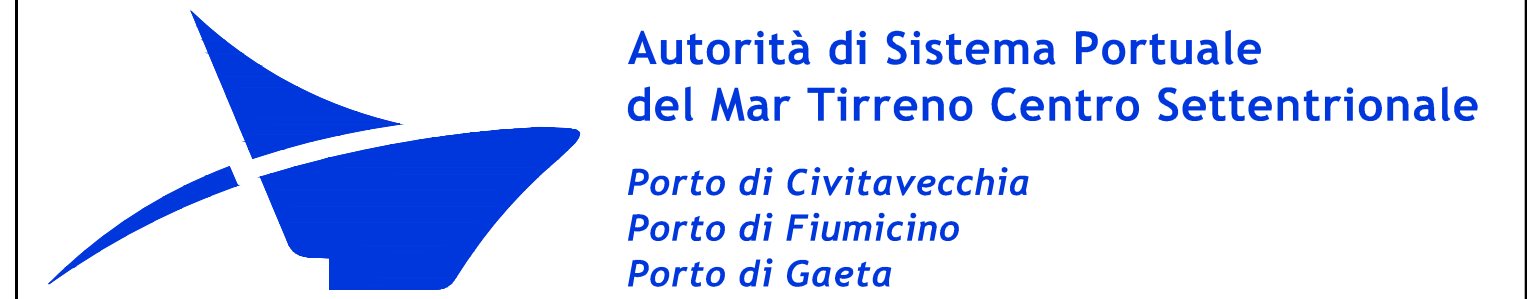 Autorità di Sistema Portuale
del Mar Tirreno Centro Settentrionale
Porto di Civitavecchia
Porto di Fiumicino
Porto di Gaeta